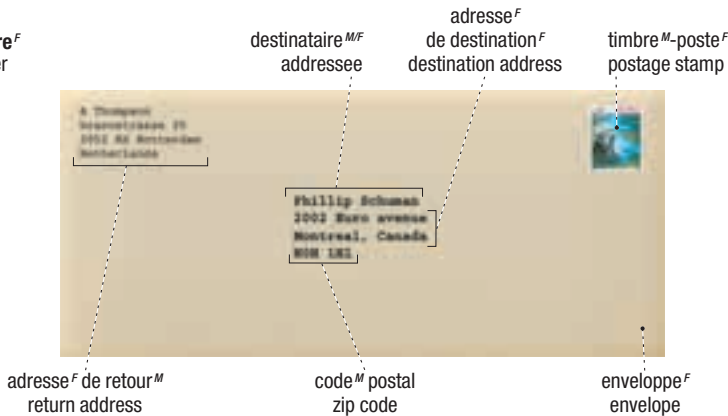 re F
er
destinataire M/F
addressee
adresse F
de destination F
destination address
timbre M-poste F
postage stamp
A Thompson
2002 Euro avenue
Montreal, Canada
Phillip Schuman
adresse F de retour M
return address
code M postal
zip code
enveloppe F
envelope